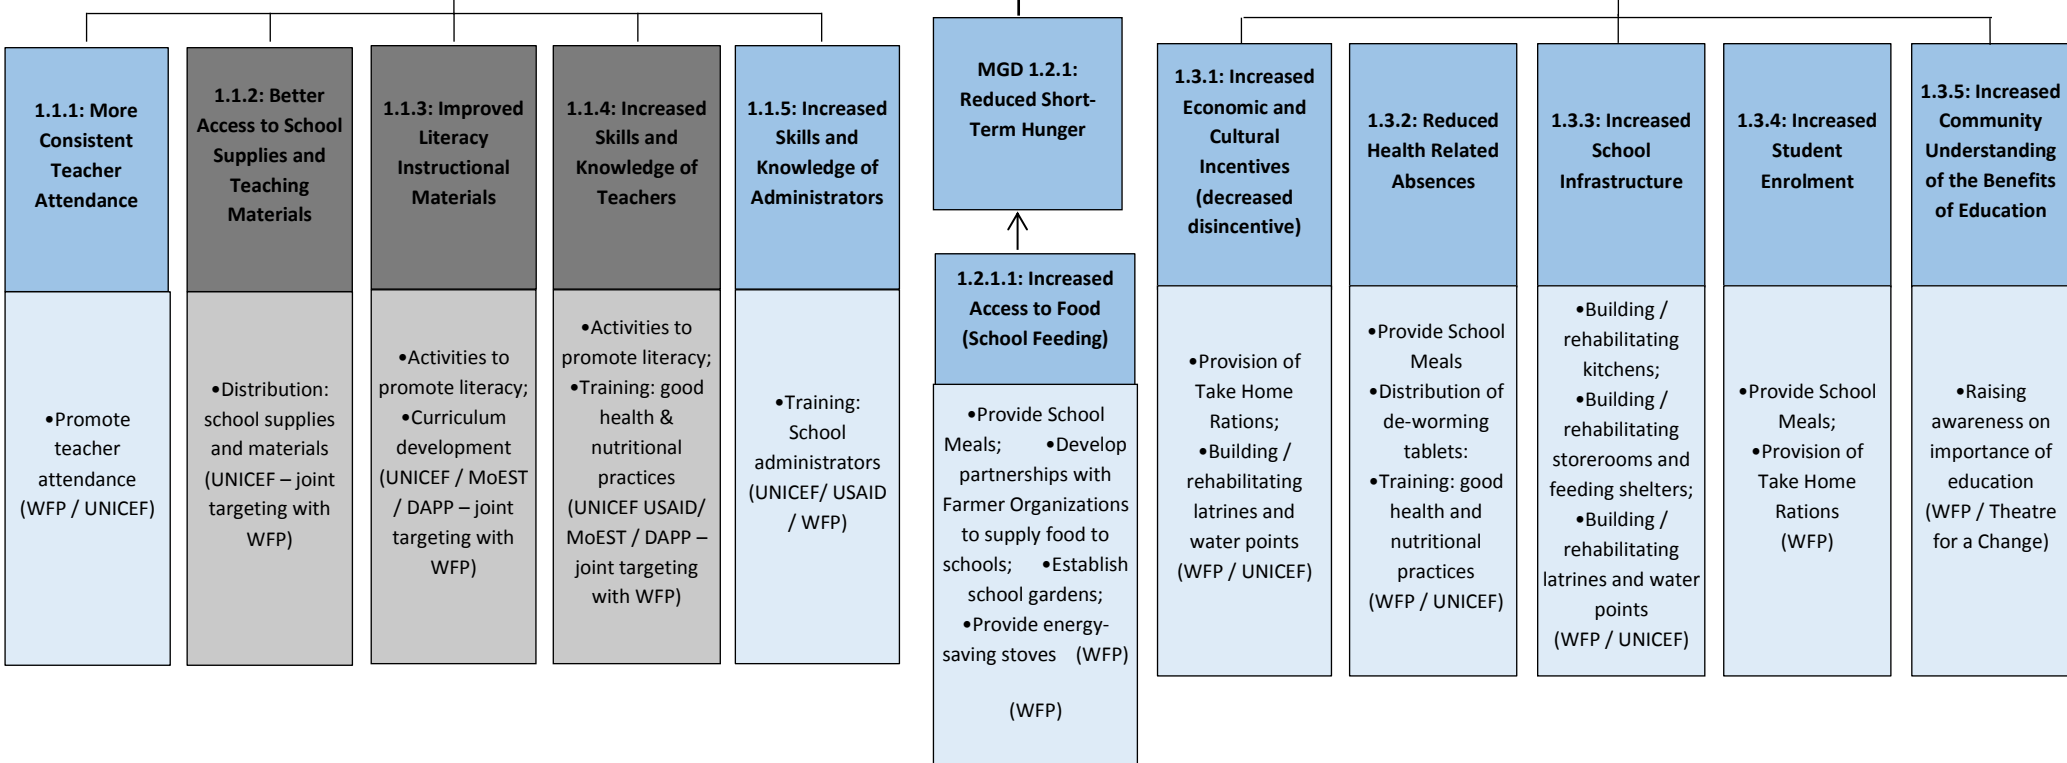 1.1.1: More
Consistent
Teacher
Attendance
•Promote
teacher
attendance
(WFP / UNICEF)
1.1.2: Better
Access to School
Supplies and
Teaching
Materials
•Distribution:
school supplies
and materials
(UNICEF – joint
targeting with
WFP)
1.1.3: Improved
Literacy
Instructional
Materials
•Activities to
promote literacy;
•Curriculum
development
(UNICEF / MoEST
/ DAPP – joint
targeting with
WFP)
1.1.4: Increased
Skills and
Knowledge of
Teachers
•Activities to
promote literacy;
•Training: good
health &
nutritional
practices
(UNICEF USAID/
MoEST / DAPP –
joint targeting
with WFP)
1.1.5: Increased
Skills and
Knowledge of
Administrators
•Training:
School
administrators
(UNICEF/ USAID
/ WFP)
MGD 1.2.1:
Reduced Short-
Term Hunger
1.2.1.1: Increased
Access to Food
(School Feeding)
•Provide School
Meals; •Develop
partnerships with
Farmer Organizations
to supply food to
schools; •Establish
school gardens;
•Provide energy-
saving stoves (WFP)
(WFP)
1.3.1: Increased
Economic and
Cultural
Incentives
(decreased
disincentive)
•Provision of
Take Home
Rations;
•Building /
rehabilitating
latrines and
water points
(WFP / UNICEF)
1.3.2: Reduced
Health Related
Absences
•Provide School
Meals
•Distribution of
de-worming
tablets:
•Training: good
health and
nutritional
practices
(WFP / UNICEF)
1.3.3: Increased
School
Infrastructure
•Building /
rehabilitating
kitchens;
•Building /
rehabilitating
storerooms and
feeding shelters;
•Building /
rehabilitating
latrines and water
points
(WFP / UNICEF)
1.3.4: Increased
Student
Enrolment
•Provide School
Meals;
•Provision of
Take Home
Rations
(WFP)
1.3.5: Increased
Community
Understanding
of the Benefits
of Education
•Raising
awareness on
importance of
education
(WFP / Theatre
for a Change)